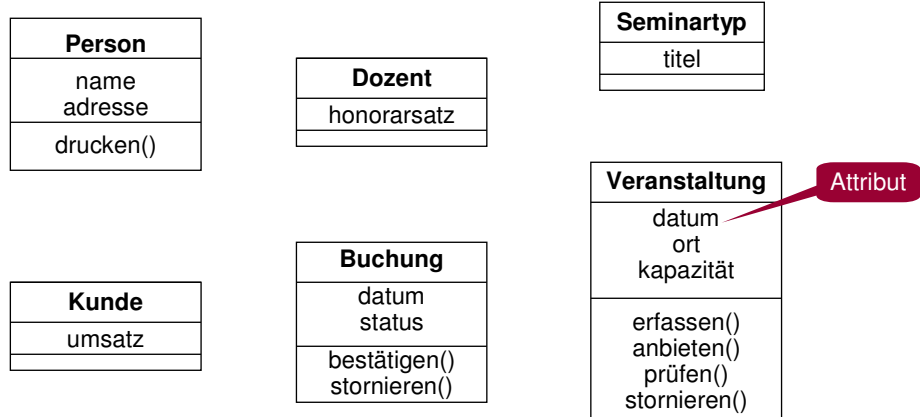 Person
name
adresse
drucken()
Dozent
honorarsatz
Seminartyp
titel
Kunde
umsatz
Buchung
datum
status
bestätigen()
stornieren()
Veranstaltung
datum
ort
kapazität
erfassen()
anbieten()
prüfen()
stornieren()
Attribut